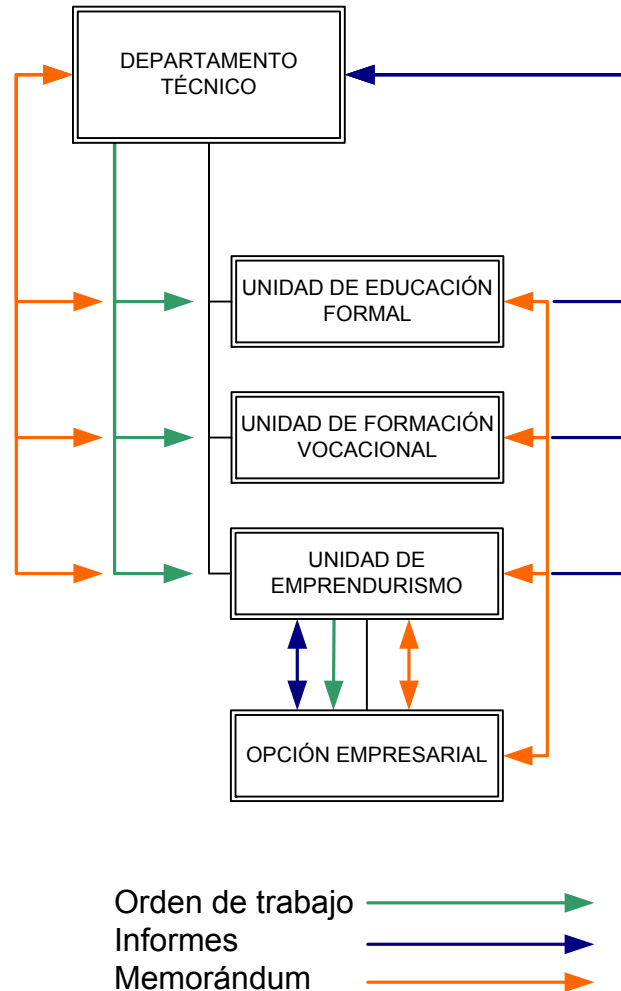 DEPARTAMENTO
TÉCNICO
UNIDAD DE EDUCACIÓN
FORMAL
UNIDAD DE FORMACIÓN
VOCACIONAL
UNIDAD DE
EMPRENDURISMO
OPCIÓN EMPRESARIAL
Orden de trabajo
Informes
Memorándum